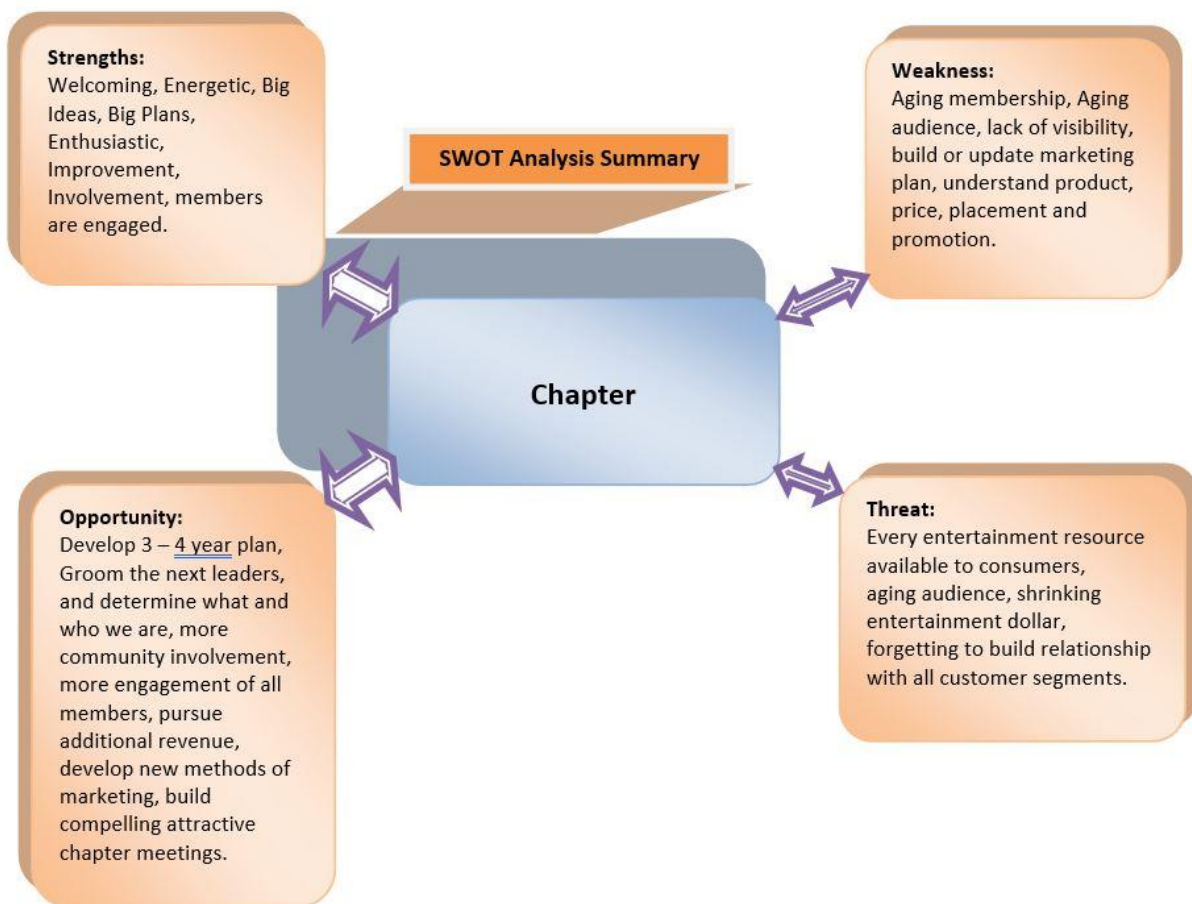 Strengths:
Welcoming, Energetic, Big
Ideas, Big Plans,
Enthusiastic,
Improvement,
Involvement, members
are engaged.
SWOT Analysis Summary
Weakness:
Aging membership, Aging
audience, lack of visibility,
build or update marketing
plan, understand product,
price, placement and
promotion.
Chapter
Opportunity:
Develop 3 – 4 year plan,
Groom the next leaders,
and determine what and
who we are, more
community involvement,
more engagement of all
members, pursue
additional revenue,
develop new methods of
marketing, build
compelling attractive
chapter meetings.
Threat:
Every entertainment resource
available to consumers,
aging audience, shrinking
entertainment dollar,
forgetting to build relationship
with all customer segments.